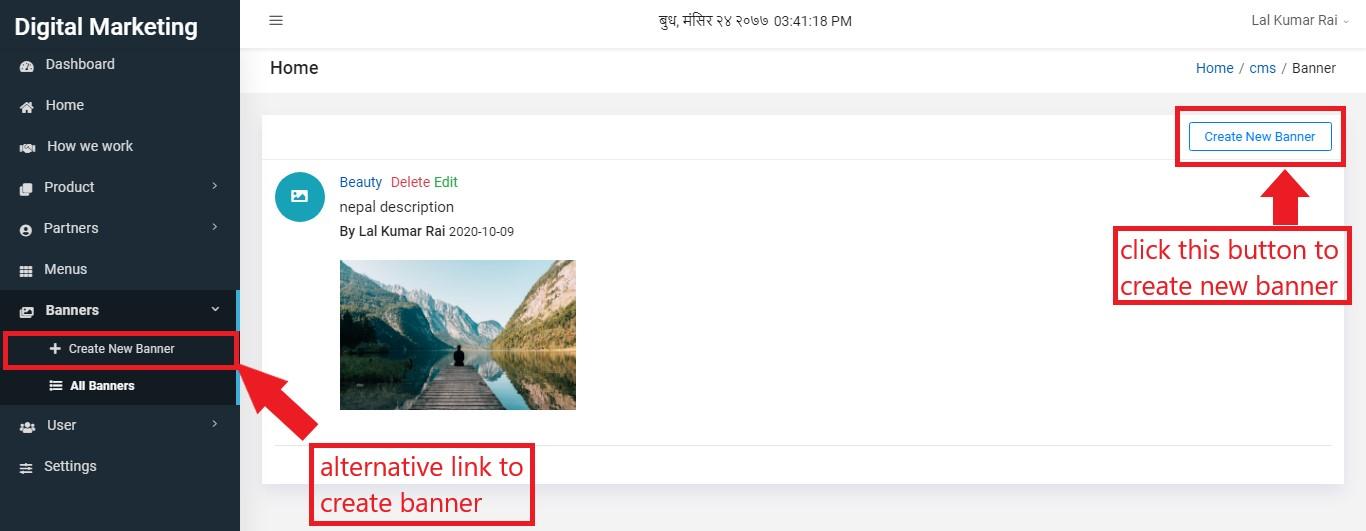 Digital Marketing
बुध, मंसिर २४ २०७७ 03:41:18 PM
Lal Kumar Rai
Dashboard
Home
How we work
Product
Partners
Menus
Banners
Create New Banner
All Banners
User
Settings
Home
Home / cms / Banner
Create New Banner
Beauty Delete Edit
nepal description
By Lal Kumar Rai 2020-10-09
click this button to
create new banner
alternative link to
create banner